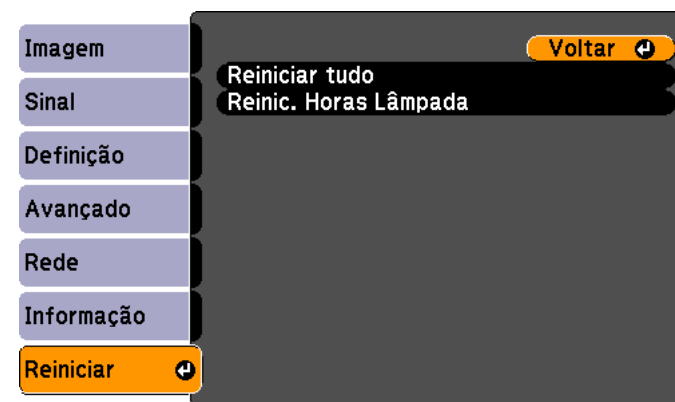 Imagem
Sinal
Definição
Avançado
Rede
Informação
Reiniciar
Voltar
Reiniciar tudo
Reinic. Horas Lâmpada